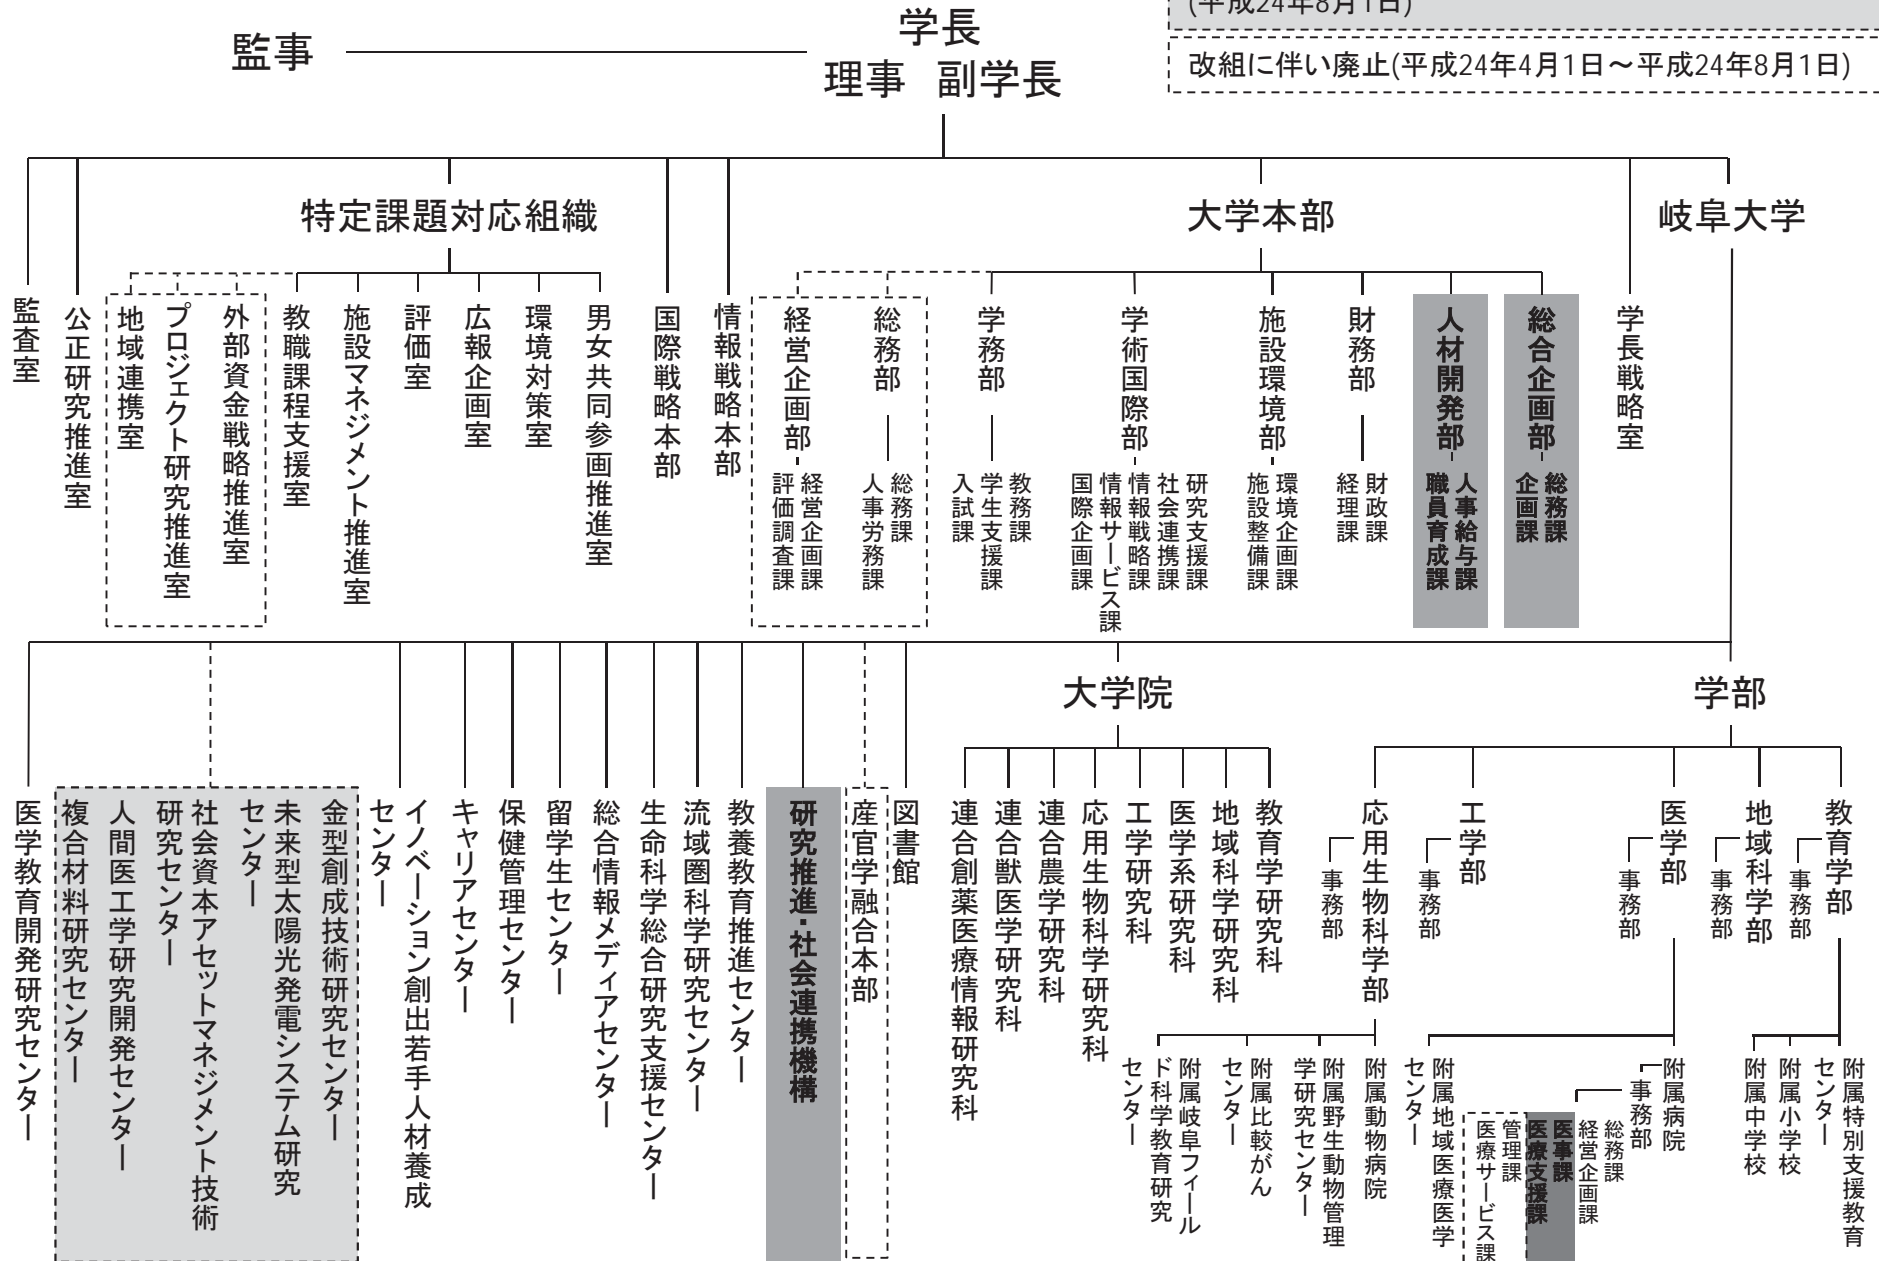 (平成24年8月1日)
改組に伴い廃止(平成24年4月1日～平成24年8月1日)
学長
監事
理事　副学長
特定課題対応組織
大学本部
岐阜大学
監査室
公正研究推進室
地域連携室
プロジェクト研究推進室
外部資金戦略推進室
教職課程支援室
施設マネジメント推進室
評価室
広報企画室
環境対策室
男女共同参画推進室
国際戦略本部
情報戦略本部
経営企画部
評価調査課
経営企画課
総務部
人事労務課
総務課
学務部
入試課
学生支援課
教務課
学術国際部
国際企画課
情報サービス課
情報戦略課
社会連携課
研究支援課
施設環境部
施設整備課
環境企画課
財務部
経理課
財政課
人材開発部
職員育成課
人事給与課
総合企画部
企画課
総務課
学長戦略室
大学院
学部
医学教育開発研究センター
複合材料研究センター
人間医工学研究開発センター
社会資本アセットマネジメント技術
研究センター
未来型太陽光発電システム研究
センター
金型創成技術研究センター
イノベーション創出若手人材養成
センター
キャリアセンター
保健管理センター
留学生センター
総合情報メディアセンター
生命科学総合研究支援センター
流域圏科学研究センター
教養教育推進センター
研究推進・社会連携機構
産官学融合本部
図書館
連合創薬医療情報研究科
連合獣医学研究科
連合農学研究科
応用生物科学研究科
工学研究科
医学系研究科
地域科学研究科
教育学研究科
応用生物科学部
事務部
工学部
事務部
医学部
事務部
地域科学部
事務部
教育学部
事務部
附属岐阜フィール
ド科学教育研究
センター
附属比較がん
センター
附属野生動物管理
学研究センター
附属動物病院
附属地域医療医学
センター
附属病院
事務部
総務課
経営企画課
医事課
医療支援課
管理課
医療サービス課
附属中学校
附属小学校
附属特別支援教育
センター